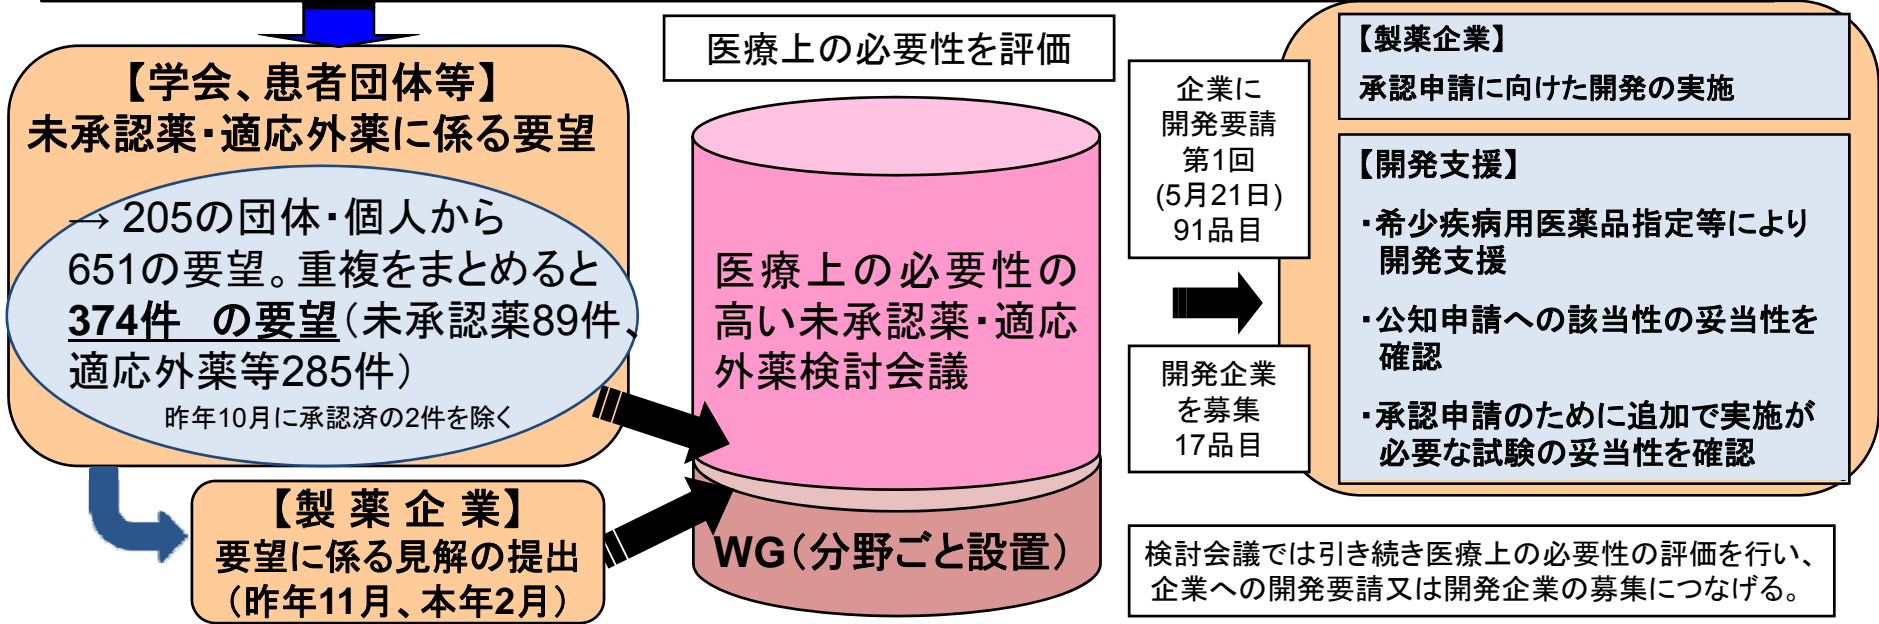 【学会、患者団体等】
未承認薬・適応外薬に係る要望
→ 205の団体・個人から
651の要望。重複をまとめると
374件　の要望（未承認薬89件、
適応外薬等285件）
昨年10月に承認済の2件を除く
【製 薬 企 業】
要望に係る見解の提出
（昨年11月、本年2月）
医療上の必要性を評価
医療上の必要性の
高い未承認薬・適応
外薬検討会議
WG（分野ごと設置）
企業に
開発要請
第1回
(5月21日)
91品目
開発企業
を募集
17品目
【製薬企業】
承認申請に向けた開発の実施
【開発支援】
・希少疾病用医薬品指定等により
開発支援
・公知申請への該当性の妥当性を
確認
・承認申請のために追加で実施が
必要な試験の妥当性を確認
検討会議では引き続き医療上の必要性の評価を行い、
企業への開発要請又は開発企業の募集につなげる。